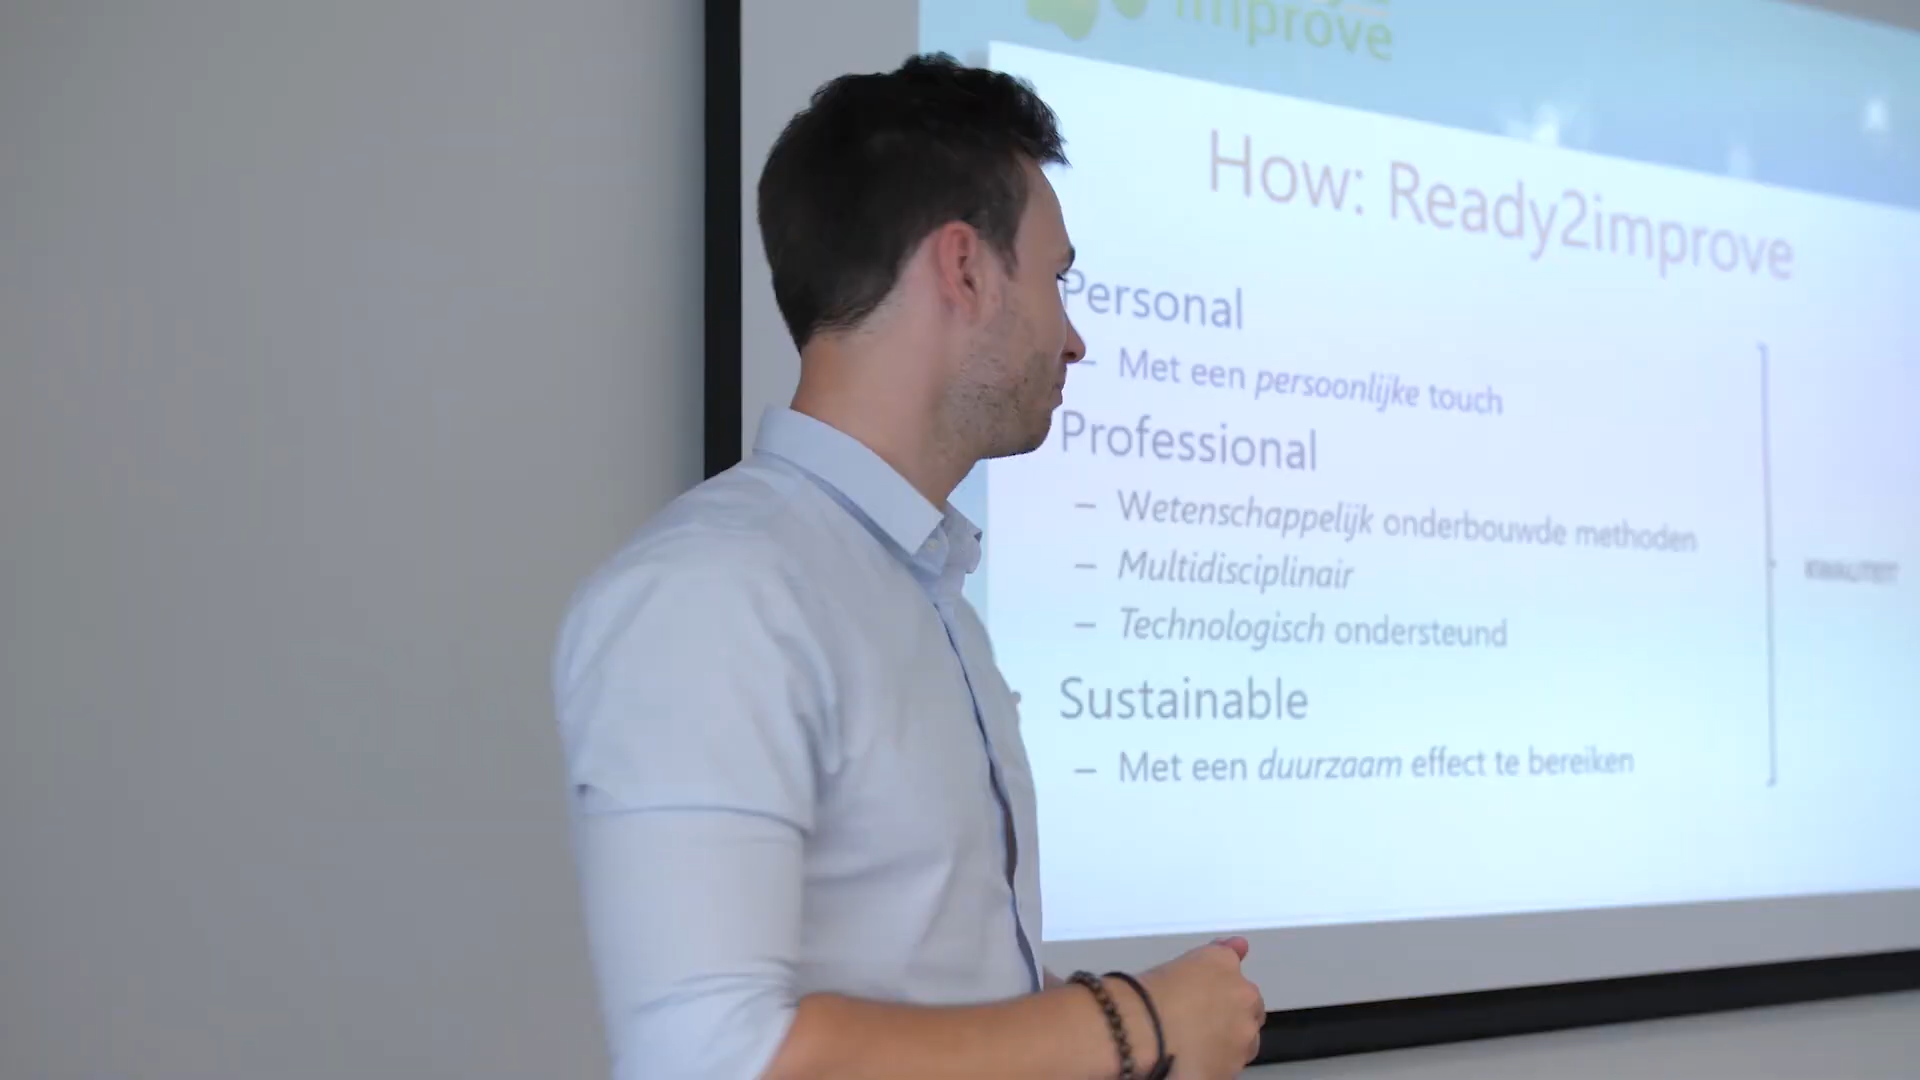 improve
How: Ready2improve
Personal
– Met een persoonlijke touch
Professional
– Wetenschappelijk onderbouwde methoden
– Multidisciplinair
– Technologisch ondersteund
KWALITEIT
Sustainable
– Met een duurzaam effect te bereiken